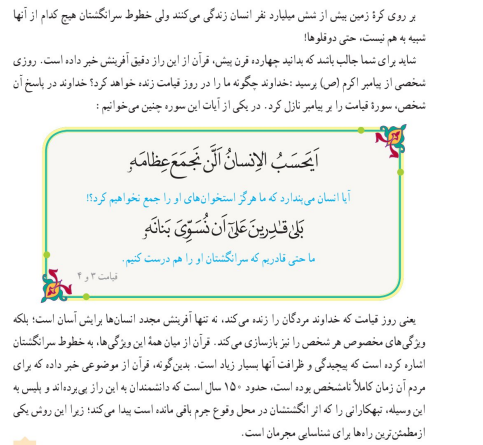 بر روی کرهٔ زمین بیش از شش میلیارد نفر انسان زندگی می‌کنند ولی خطوط سرانگشتان هیچ کدام از آنها
شبیه به هم نیست، حتی دوقلوها!
شاید برای شما جالب باشد که بدانید چهارده قرن پیش، قرآن از این راز دقیق آفرینش خبر داده است. روزی
شخصی از پیامبر اکرم (ص) پرسید :خداوند چگونه ما را در روز قیامت زنده خواهد کرد؟ خداوند در پاسخ آن
شخص، سورهٔ قیامت را بر پیامبر نازل کرد. در یکی از آیات این سوره چنین می‌خوانیم :
اَیَحسَبُ الاِنسانُ اَلَّن نَجمَعَ عِظامَهٗ
آیا انسان می‌پندارد که ما هرگز استخوان‌های او را جمع نخواهیم کرد؟!
بَلیٰ قٰدِرینَ عَلیٰٓ اَن نُسَوِّیَ بَنانَهٗ
ما حتی قادریم که سرانگشتان او را هم درست کنیم.
قیامت ۳ و ۴
یعنی روز قیامت که خداوند مردگان را زنده می‌کند، نه تنها آفرینش مجدد انسان‌ها برایش آسان است؛ بلکه
ویژگی‌های مخصوص هر شخص را نیز بازسازی می‌کند. قرآن از میان همهٔ این ویژگی‌ها، به خطوط سرانگشتان
اشاره کرده است که پیچیدگی و ظرافت آنها بسیار زیاد است. بدین‌گونه، قرآن از موضوعی خبر داده که برای
مردم آن زمان کاملاً نامشخص بوده است، حدود ۱۵۰ سال است که دانشمندان به این راز پی‌برده‌اند و پلیس به
این وسیله، تبهکارانی را که اثر انگشتشان در محل وقوع جرم باقی مانده است پیدا می‌کند؛ زیرا این روش یکی
ازمطمئن‌ترین راه‌ها برای شناسایی مجرمان است.